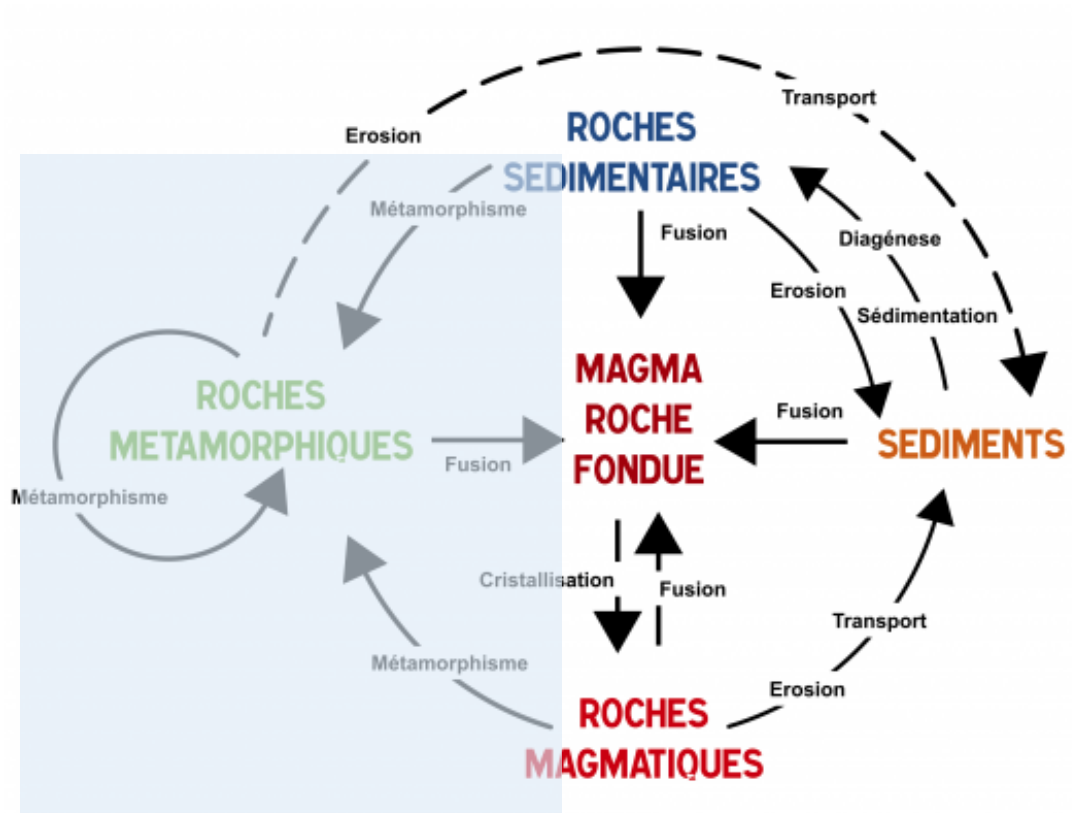 Transport
Erosion
ROCHES
SEDIMENTAIRES
Métamorphisme
Fusion
Diagénese
Erosion
Sédimentation
MAGMA
ROCHE
FONDUE
ROCHES
METAMORPHIQUES
Fusion
Fusion
SEDIMENTS
Métamorphisme
Cristallisation
Fusion
Transport
Métamorphisme
Erosion
ROCHES
MAGMATIQUES